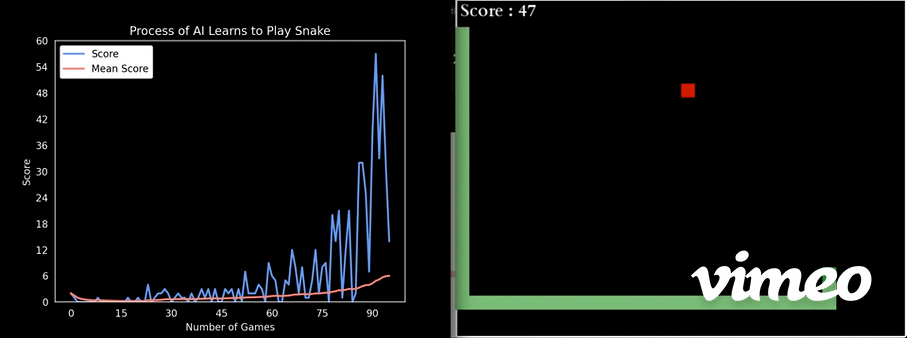 Process of AI Learns to Play Snake
60
54
48
42
36
30
24
18
12
6
0
Score
Score
Mean Score
0 15 30 45 60 75 90
Number of Games
Score : 47
vimeo